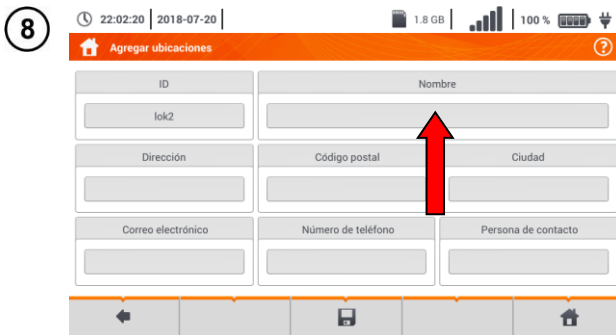 8
22:02:20 2018-07-20 1.8 GB 100 %
Agregar ubicaciones ?
ID Nombre
lok2
Dirección Código postal Ciudad
Correo electrónico Número de teléfono Persona de contacto